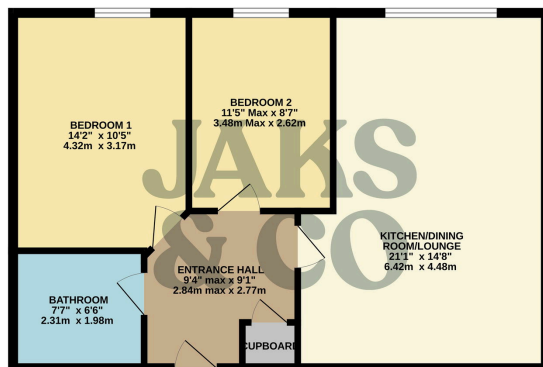 BEDROOM 1
14'2" x 10'5"
4.32m x 3.17m
BEDROOM 2
11'5" Max x 8'7"
3.48m Max x 2.62m
JAKS
& CO
KITCHEN/DINING
ROOM/LOUNGE
21'1" x 14'8"
6.42m x 4.48m
ENTRANCE HALL
9'4" max x 9'1"
2.84m max x 2.77m
BATHROOM
7'7" x 6'6"
2.31m x 1.98m
CUPBOARD